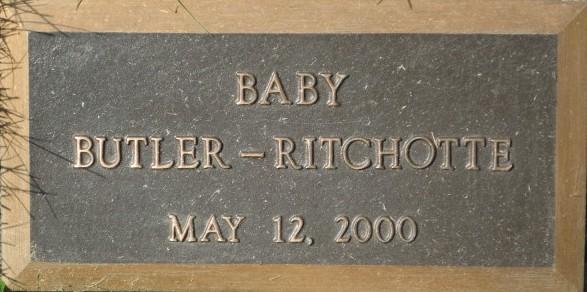 BABY
BUTLER – RITCHOTTE
MAY 12, 2000